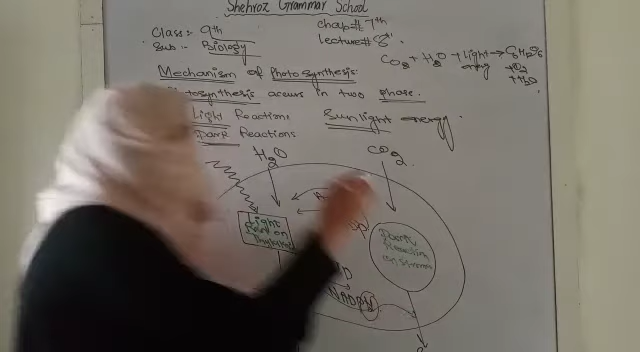 Shehroz Grammar School
Class:- 9th
chap# 7th
Sub:- Biology
Lecture# 8
CO2 + H2O + light energy → C6H12O6 + O2 + H2O
Mechanism of Photosynthesis:
Photosynthesis occurs in two phase.
Light Reactions
Dark Reactions
Sunlight energy
H2O
CO2
Light
Dark Reaction
NADPH